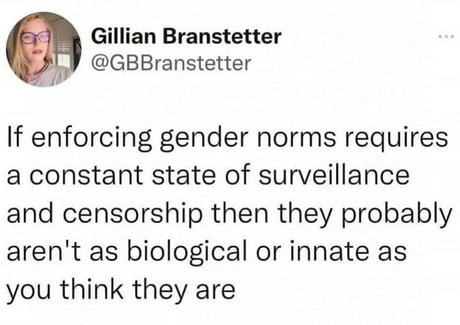 Gillian Branstetter
@GBBranstetter
If enforcing gender norms requires
a constant state of surveillance
and censorship then they probably
aren't as biological or innate as
you think they are